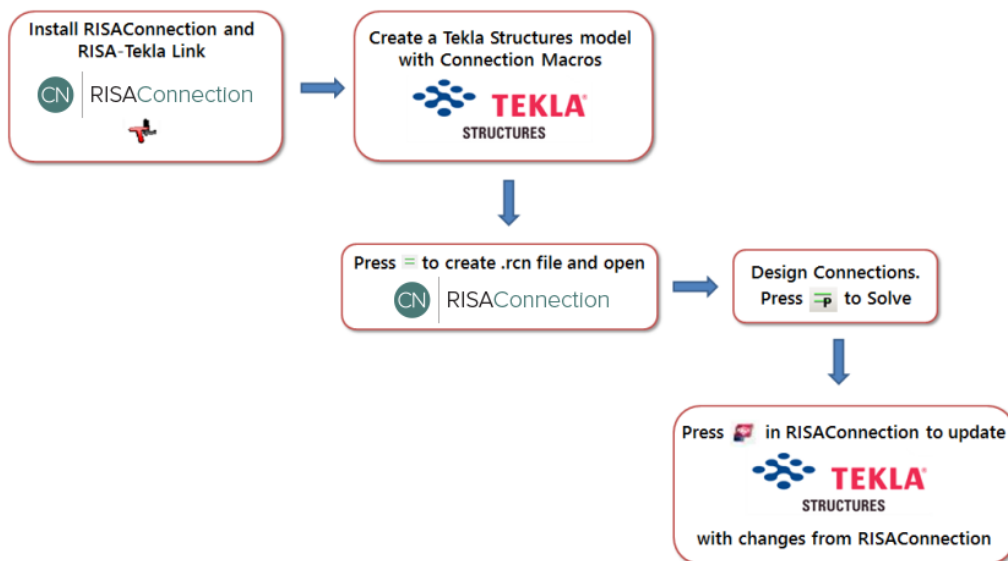 Install RISAConnection and
RISA-Tekla Link
CN RISAConnection
Create a Tekla Structures model
with Connection Macros
TEKLA®
STRUCTURES
Press = to create .rcn file and open
CN RISAConnection
Design Connections.
Press P to Solve
Press in RISAConnection to update
TEKLA®
STRUCTURES
with changes from RISAConnection